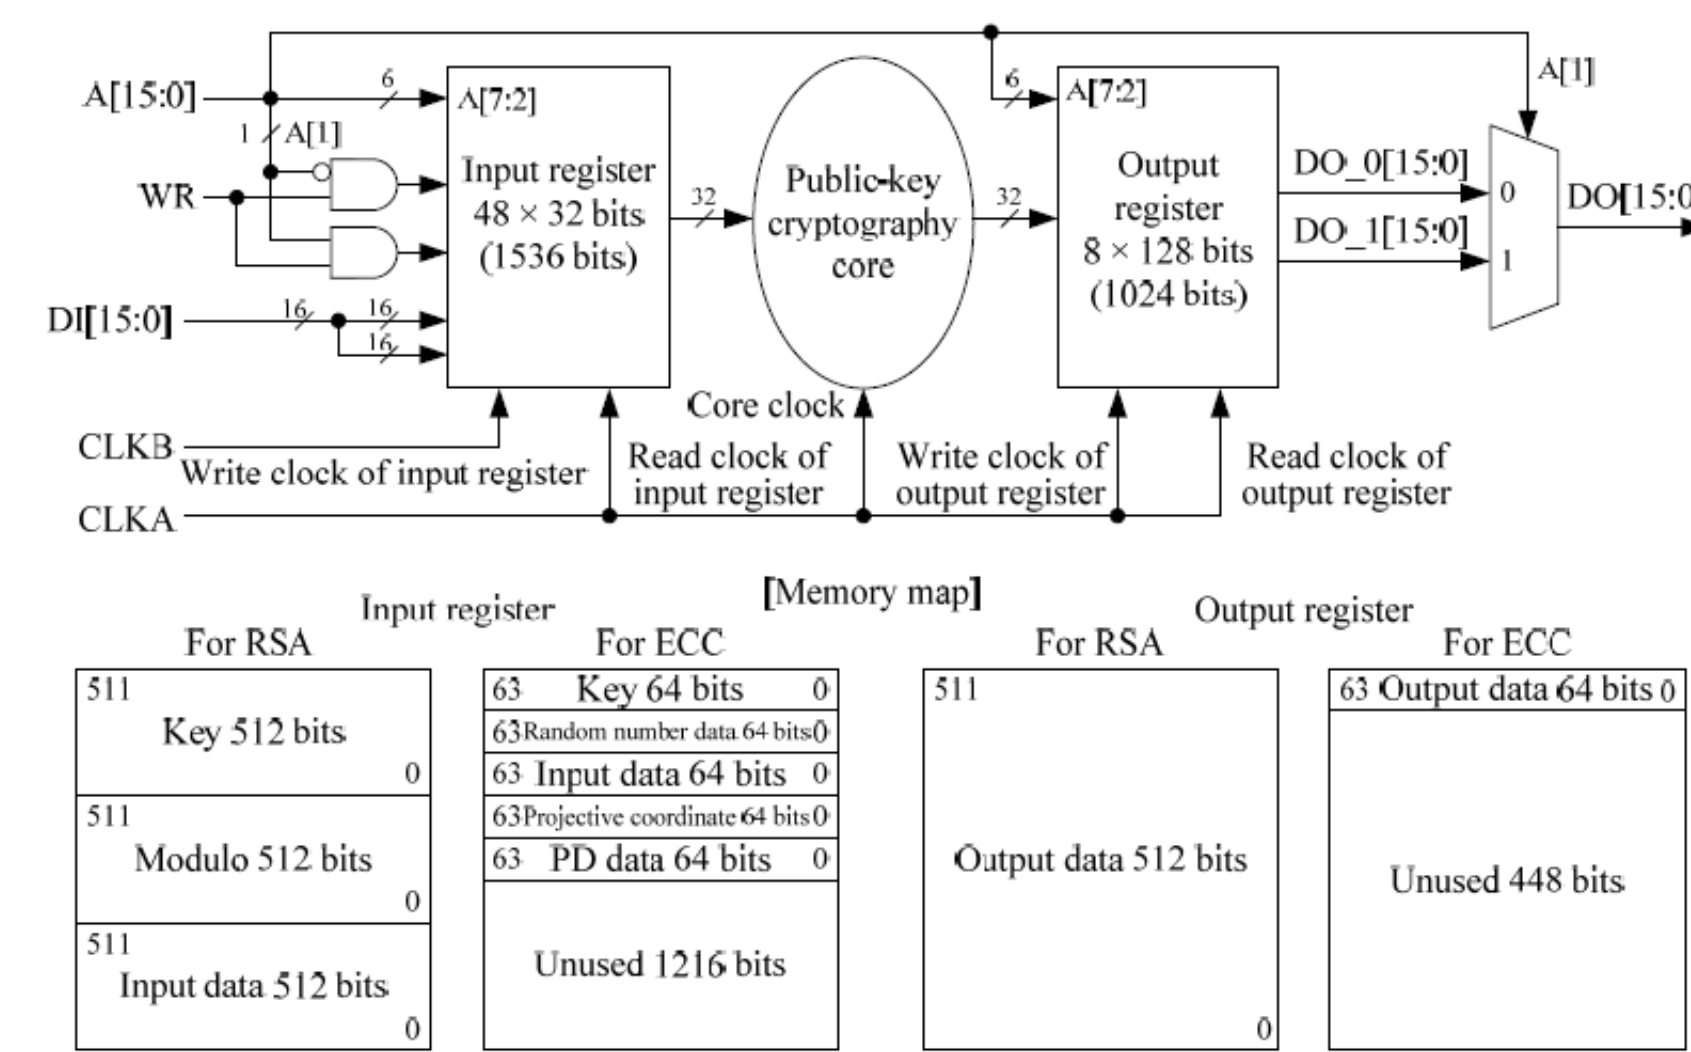 A[15:0]
6
A[7:2]
1
A[1]
WR
Input register
48 × 32 bits
(1536 bits)
DI[15:0]
16
16
16
32
Public-key
cryptography
core
32
6
A[7:2]
Output
register
8 × 128 bits
(1024 bits)
A[1]
DO_0[15:0]
DO_1[15:0]
0
1
DO[15:0
Core clock
CLKB
Write clock of input register
Read clock of
input register
Write clock of
output register
Read clock of
output register
CLKA
[Memory map]
Input register
Output register
For RSA
For ECC
For RSA
For ECC
511
Key 512 bits
0
511
Modulo 512 bits
0
511
Input data 512 bits
0
63 Key 64 bits 0
63 Random number data 64 bits 0
63 Input data 64 bits 0
63 Projective coordinate 64 bits 0
63 PD data 64 bits 0
Unused 1216 bits
511
Output data 512 bits
0
63 Output data 64 bits 0
Unused 448 bits